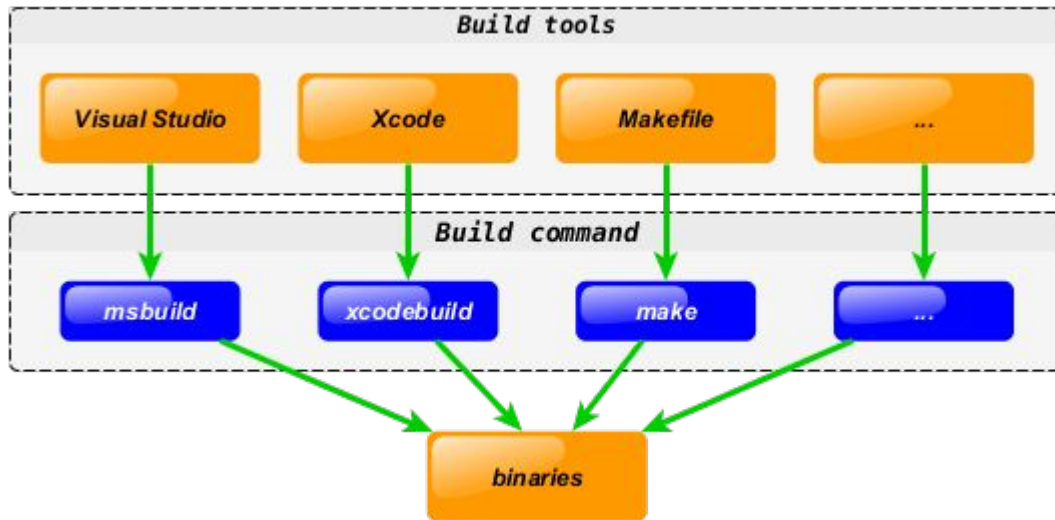 Build tools
Visual Studio
Xcode
Makefile
...
Build command
msbuild
xcodebuild
make
...
binaries